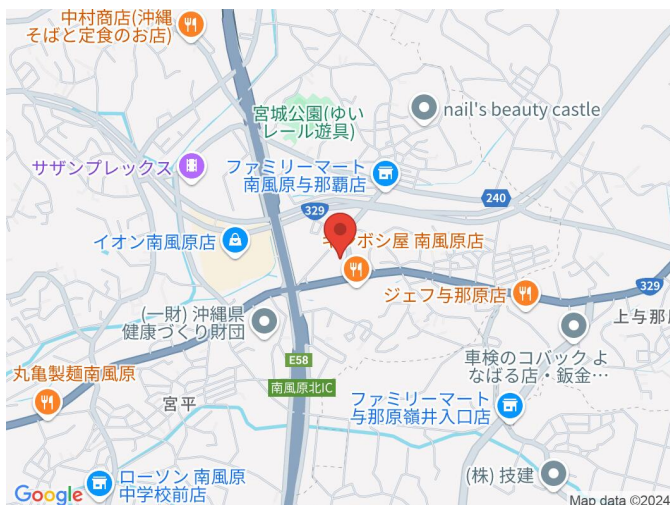 中村商店(沖縄
そばと定食のお店)
宮城公園(ゆい
レール遊具)
nail's beauty castle
サザンプレックス
ファミリーマート
南風原与那覇店
240
329
イオン南風原店
ボシ屋 南風原店
ジェフ与那原店
329
(一財) 沖縄県
健康づくり財団
上与那原
E58
車検のコバック よ
なばる店・鈑金…
丸亀製麺南風原
南風原北IC
宮平
ファミリーマート
与那原嶺井入口店
ローソン 南風原
中学校前店
(株) 技建
Google
Map data ©2024